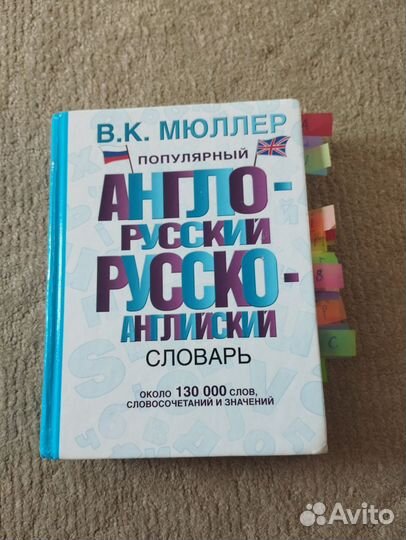 В.К. МЮЛЛЕР
ПОПУЛЯРНЫЙ
АНГЛО-
РУССКИЙ
РУССКО-
АНГЛИЙСКИЙ
СЛОВАРЬ
ОКОЛО 130 000 СЛОВ,
СЛОВОСОЧЕТАНИЙ И ЗНАЧЕНИЙ
В
Р
С
Avito